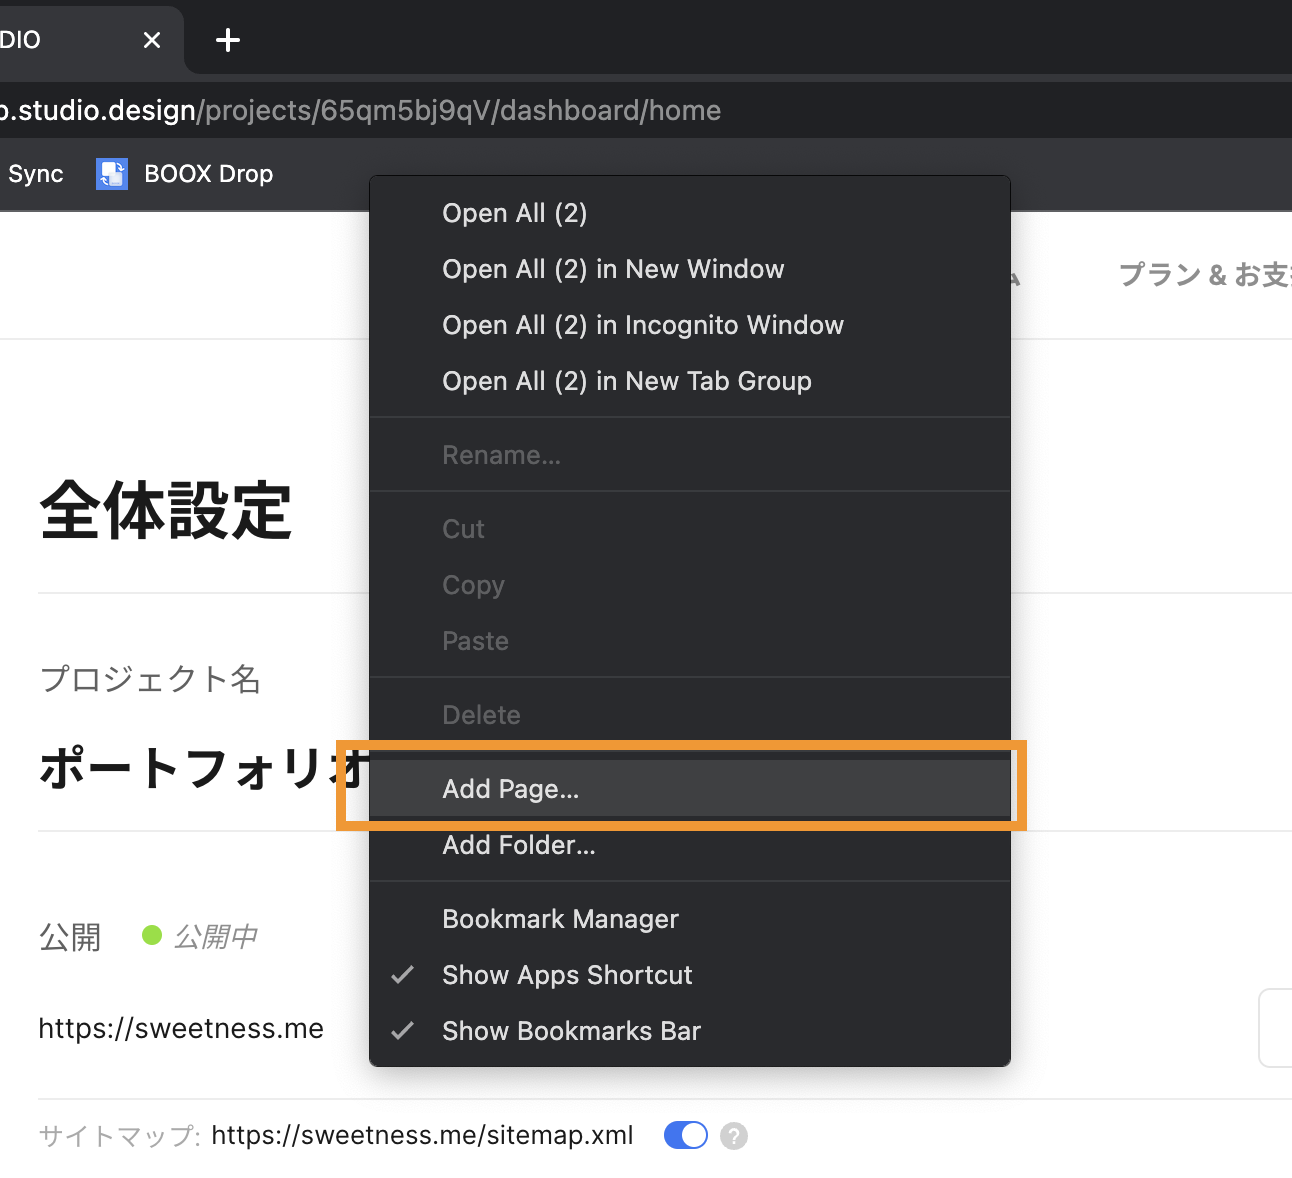 DIO
.studio.design/projects/65qm5bj9qV/dashboard/home
Sync
BOOX Drop
Open All (2)
Open All (2) in New Window
Open All (2) in Incognito Window
Open All (2) in New Tab Group
Rename...
Cut
Copy
Paste
Delete
Add Page...
Add Folder...
Bookmark Manager
Show Apps Shortcut
Show Bookmarks Bar
プラン & お支
全体設定
プロジェクト名
ポートフォリオ
公開
公開中
https://sweetness.me
サイトマップ: https://sweetness.me/sitemap.xml
?